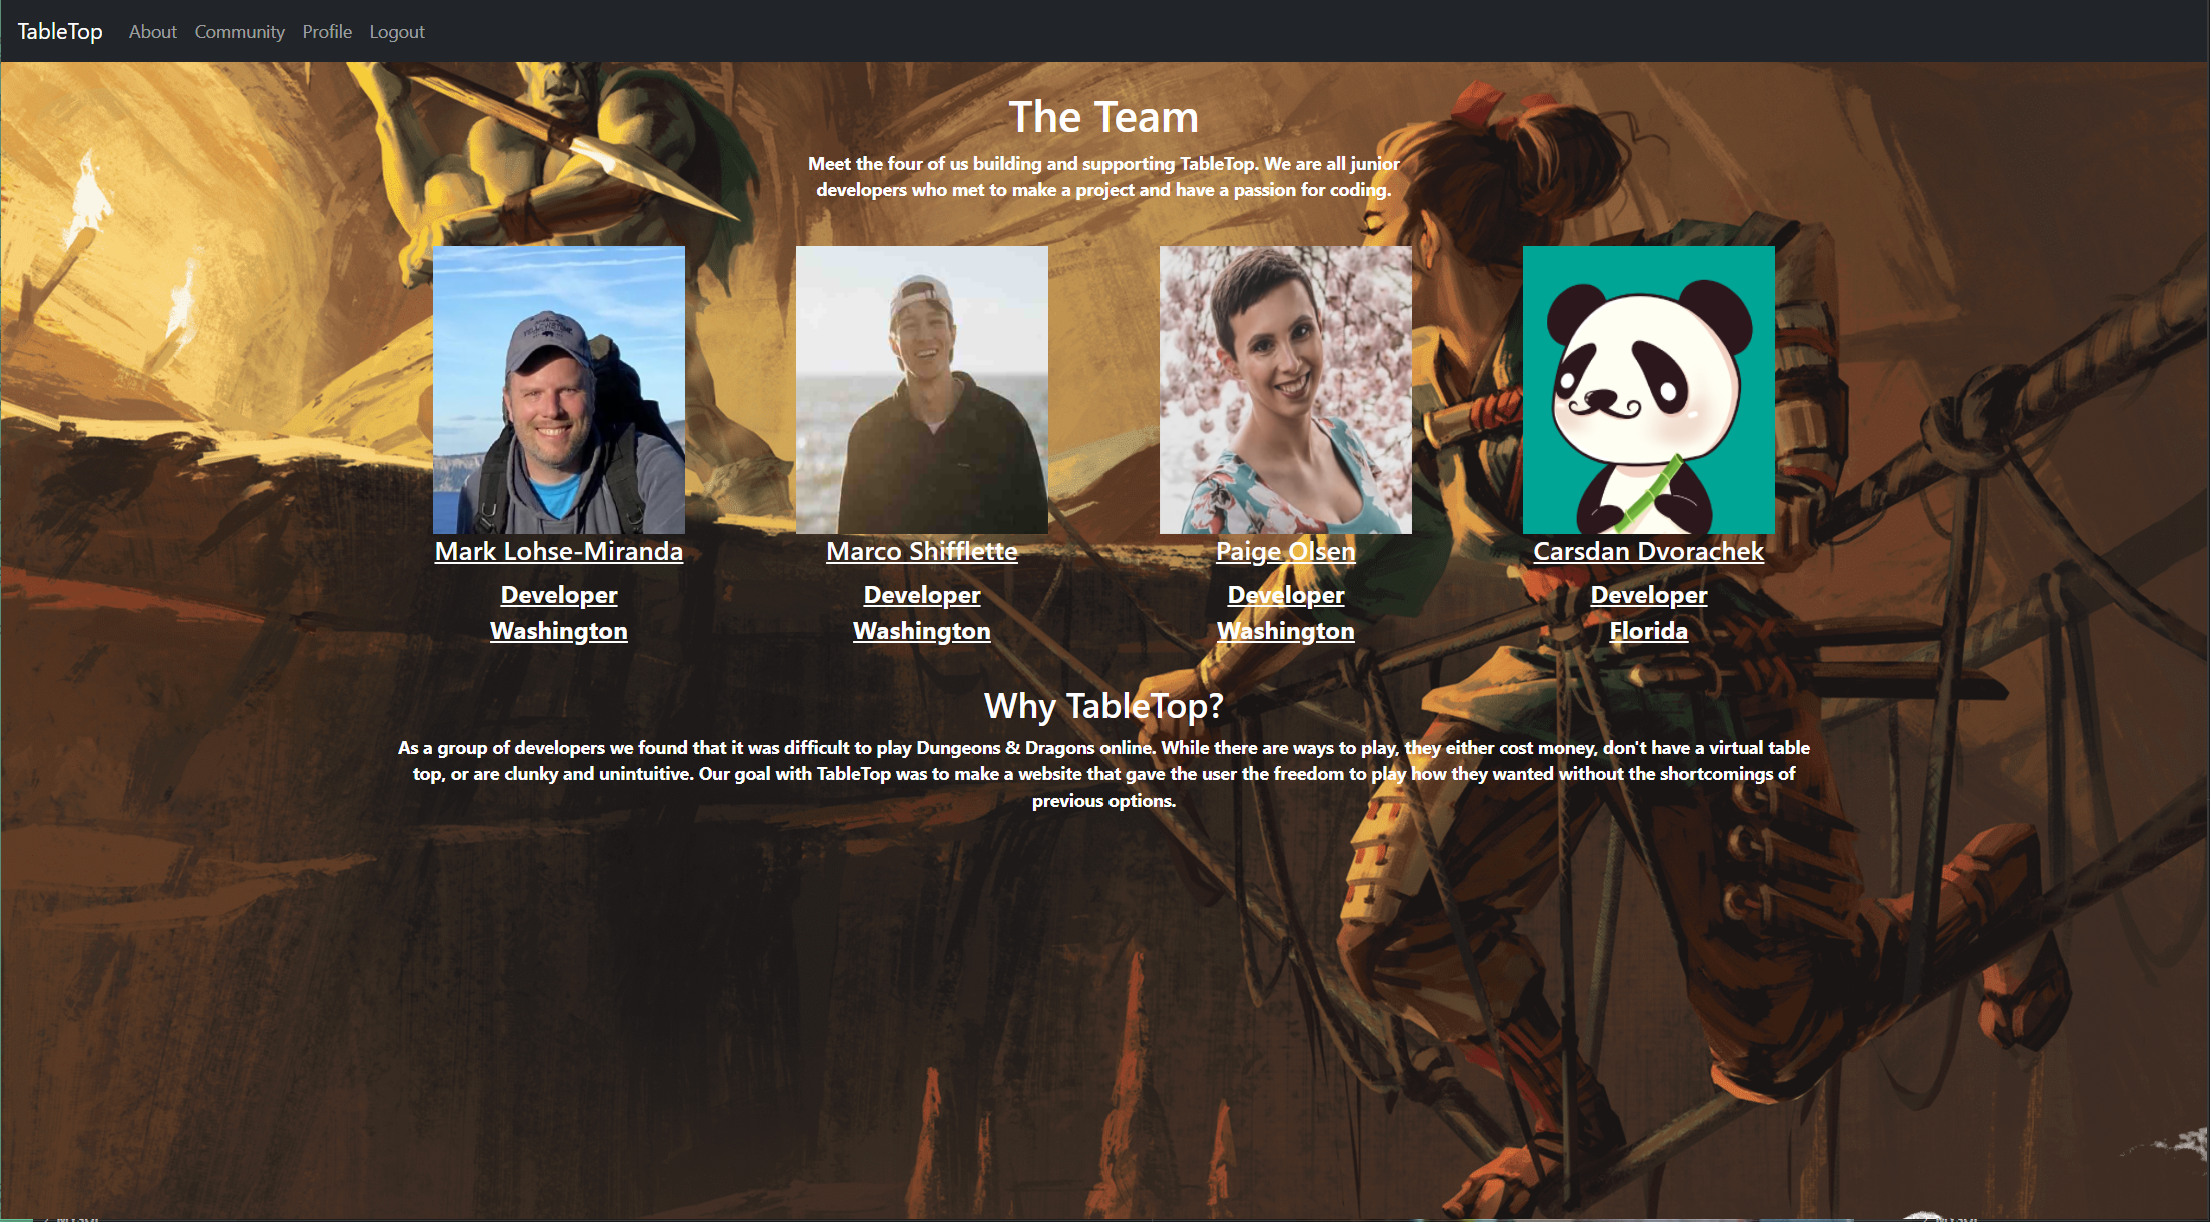 TableTop About Community Profile Logout
The Team
Meet the four of us building and supporting TableTop. We are all junior
developers who met to make a project and have a passion for coding.
Mark Lohse-Miranda
Developer
Washington
Marco Shifflette
Developer
Washington
Paige Olsen
Developer
Washington
Carsdan Dvorachek
Developer
Florida
Why TableTop?
As a group of developers we found that it was difficult to play Dungeons & Dragons online. While there are ways to play, they either cost money, don't have a virtual table
top, or are clunky and unintuitive. Our goal with TableTop was to make a website that gave the user the freedom to play how they wanted without the shortcomings of
previous options.